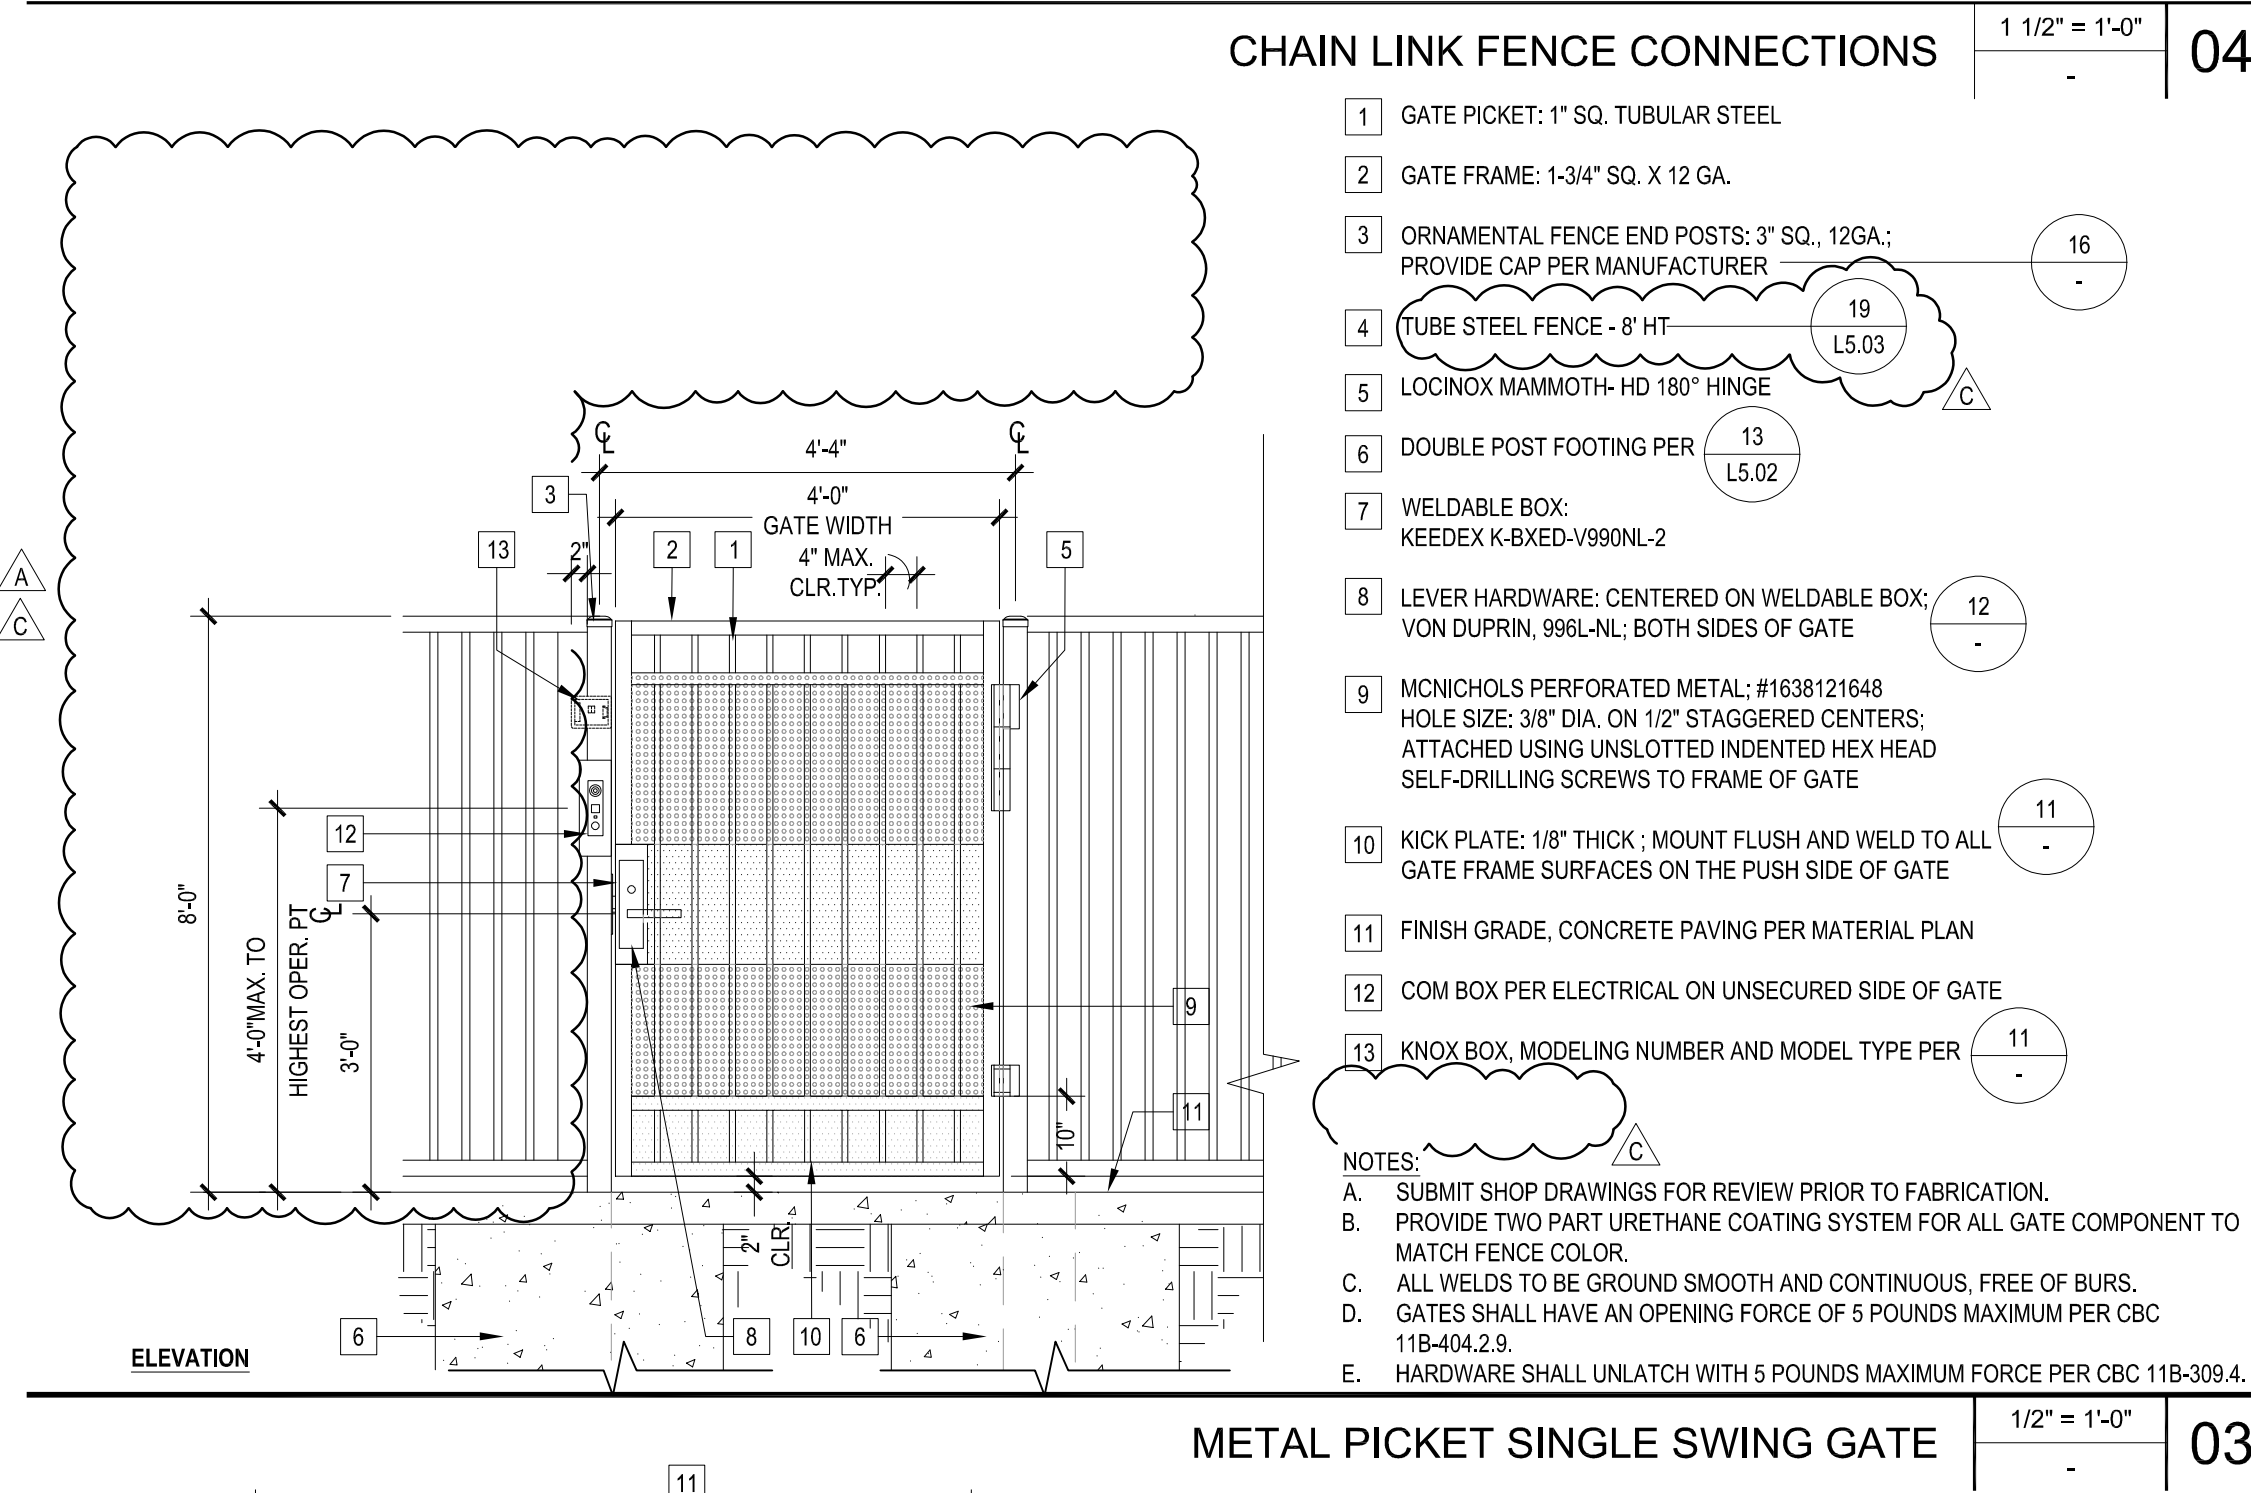 CHAIN LINK FENCE CONNECTIONS
1 1/2" = 1'-0"
-
04
1 GATE PICKET: 1" SQ. TUBULAR STEEL
2 GATE FRAME: 1-3/4" SQ. X 12 GA.
3 ORNAMENTAL FENCE END POSTS: 3" SQ., 12GA.;
PROVIDE CAP PER MANUFACTURER
16
-
4 TUBE STEEL FENCE - 8' HT
19
L5.03
C
5 LOCINOX MAMMOTH- HD 180° HINGE
6 DOUBLE POST FOOTING PER
13
L5.02
7 WELDABLE BOX:
KEEDEX K-BXED-V990NL-2
8 LEVER HARDWARE: CENTERED ON WELDABLE BOX;
VON DUPRIN, 996L-NL; BOTH SIDES OF GATE
12
-
9 MCNICHOLS PERFORATED METAL; #1638121648
HOLE SIZE: 3/8" DIA. ON 1/2" STAGGERED CENTERS;
ATTACHED USING UNSLOTTED INDENTED HEX HEAD
SELF-DRILLING SCREWS TO FRAME OF GATE
10 KICK PLATE: 1/8" THICK ; MOUNT FLUSH AND WELD TO ALL
GATE FRAME SURFACES ON THE PUSH SIDE OF GATE
11
-
11 FINISH GRADE, CONCRETE PAVING PER MATERIAL PLAN
12 COM BOX PER ELECTRICAL ON UNSECURED SIDE OF GATE
13 KNOX BOX, MODELING NUMBER AND MODEL TYPE PER
11
-
C
NOTES:
A. SUBMIT SHOP DRAWINGS FOR REVIEW PRIOR TO FABRICATION.
B. PROVIDE TWO PART URETHANE COATING SYSTEM FOR ALL GATE COMPONENT TO
MATCH FENCE COLOR.
C. ALL WELDS TO BE GROUND SMOOTH AND CONTINUOUS, FREE OF BURS.
D. GATES SHALL HAVE AN OPENING FORCE OF 5 POUNDS MAXIMUM PER CBC
11B-404.2.9.
E. HARDWARE SHALL UNLATCH WITH 5 POUNDS MAXIMUM FORCE PER CBC 11B-309.4.
A
C
CL
CL
4'-4"
4'-0"
GATE WIDTH
4" MAX.
CLR.TYP.
3
13
2"
2
1
5
12
7
CL
8'-0"
4'-0"MAX. TO
HIGHEST OPER. PT
3'-0"
9
11
10"
2"
CLR.
6
8
10
6
ELEVATION
METAL PICKET SINGLE SWING GATE
1/2" = 1'-0"
-
03
11